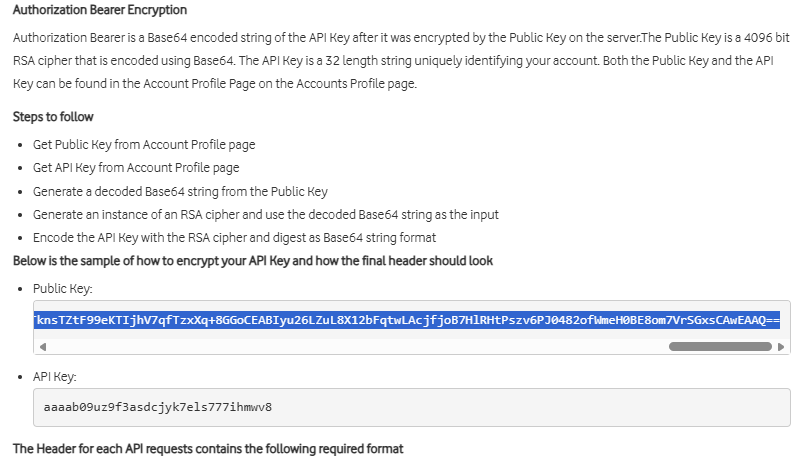 Authorization Bearer Encryption
Authorization Bearer is a Base64 encoded string of the API Key after it was encrypted by the Public Key on the server.The Public Key is a 4096 bit
RSA cipher that is encoded using Base64. The API Key is a 32 length string uniquely identifying your account. Both the Public Key and the API
Key can be found in the Account Profile Page on the Accounts Profile page.
Steps to follow
• Get Public Key from Account Profile page
• Get API Key from Account Profile page
• Generate a decoded Base64 string from the Public Key
• Generate an instance of an RSA cipher and use the decoded Base64 string as the input
• Encode the API Key with the RSA cipher and digest as Base64 string format
Below is the sample of how to encrypt your API Key and how the final header should look
• Public Key:
knsTZtF99eKTIjhV7qfTzxXq+8GGoCEABIyu26LZuL8X12bFqtwLAcjfjoB7HlRHtPszv6PJ0482ofWmeH0BE8om7VrSGxsCAwEAAQ==
• API Key:
aaaab09uz9f3asdcjyk7els777ihmwv8
The Header for each API requests contains the following required format